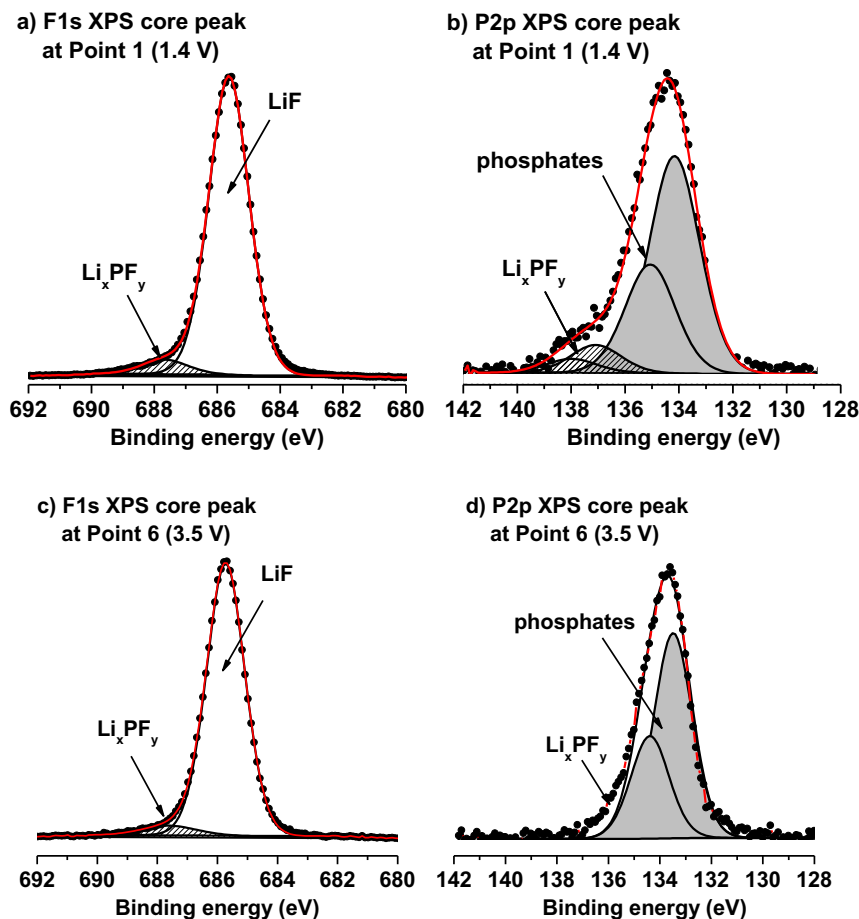 a) F1s XPS core peak
at Point 1 (1.4 V)
LiF
LiₓPFᵧ
692 690 688 686 684 682 680
Binding energy (eV)
b) P2p XPS core peak
at Point 1 (1.4 V)
phosphates
LiₓPFᵧ
142 140 138 136 134 132 130 128
Binding energy (eV)
c) F1s XPS core peak
at Point 6 (3.5 V)
LiF
LiₓPFᵧ
692 690 688 686 684 682 680
Binding energy (eV)
d) P2p XPS core peak
at Point 6 (3.5 V)
phosphates
LiₓPFᵧ
142 140 138 136 134 132 130 128
Binding energy (eV)